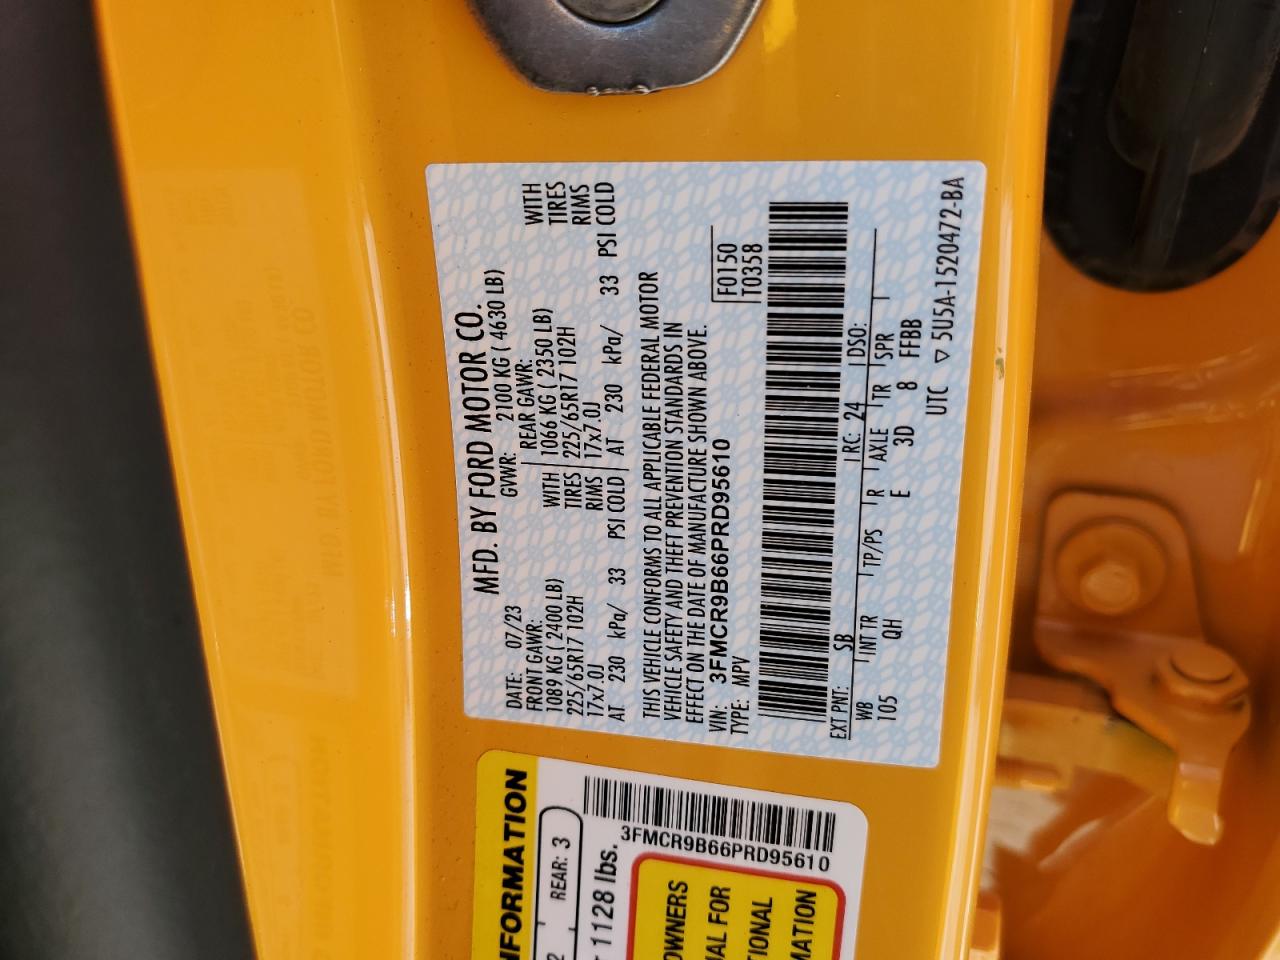 MFD. BY FORD MOTOR CO.
DATE: 07/23 GVWR: 2100 KG ( 4630 LB)
FRONT GAWR: REAR GAWR:
1089 KG ( 2400 LB) WITH 1066 KG ( 2350 LB) WITH
225/65R17 102H TIRES 225/65R17 102H TIRES
17x7.0J RIMS 17x7.0J RIMS
AT 230 kPa/ 33 PSI COLD AT 230 kPa/ 33 PSI COLD
THIS VEHICLE CONFORMS TO ALL APPLICABLE FEDERAL MOTOR
VEHICLE SAFETY AND THEFT PREVENTION STANDARDS IN
EFFECT ON THE DATE OF MANUFACTURE SHOWN ABOVE.
VIN: 3FMCR9B66PRD95610 F0150
TYPE: MPV T0358
EXT PNT: SB RC: 24 DSO:
WB INT TR TP/PS R AXLE TR SPR
105 QH E 3D 8 FFBB
UTC ▽ 5U5A-1520472-BA
NFORMATION
2 REAR: 3
1128 lbs.
3FMCR9B66PRD95610
OWNERS
UAL FOR
TIONAL
MATION